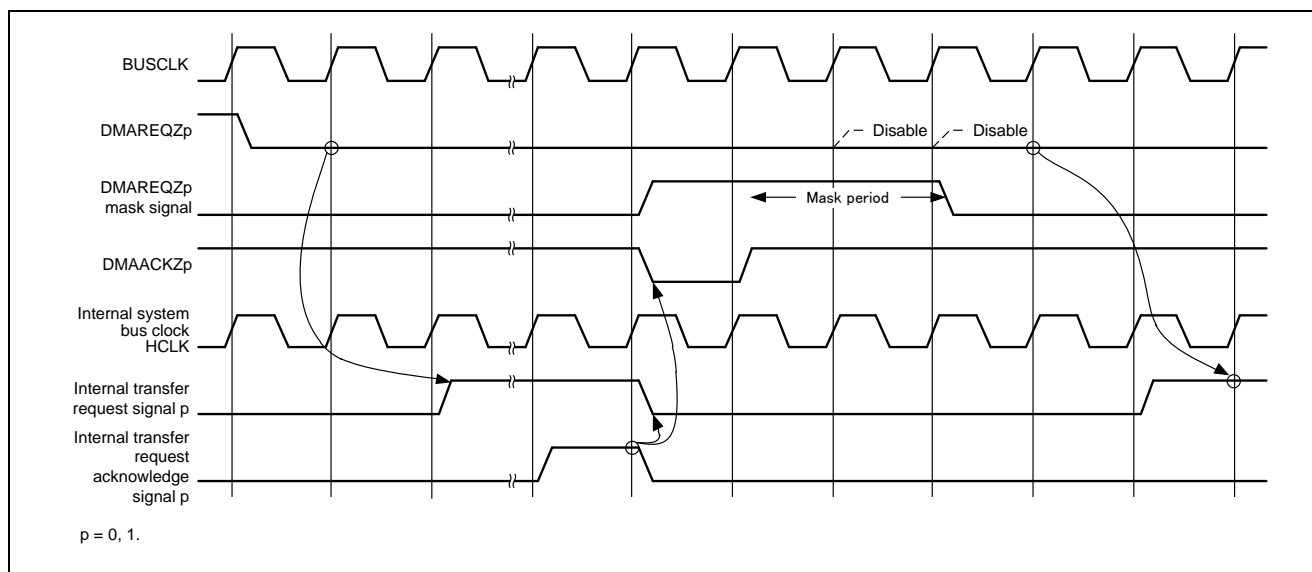 BUSCLK
DMAREQZp
Disable
Disable
DMAREQZp
mask signal
Mask period
DMAACKZp
Internal system
bus clock
HCLK
Internal transfer
request signal p
Internal transfer
request
acknowledge
signal p
p = 0, 1.